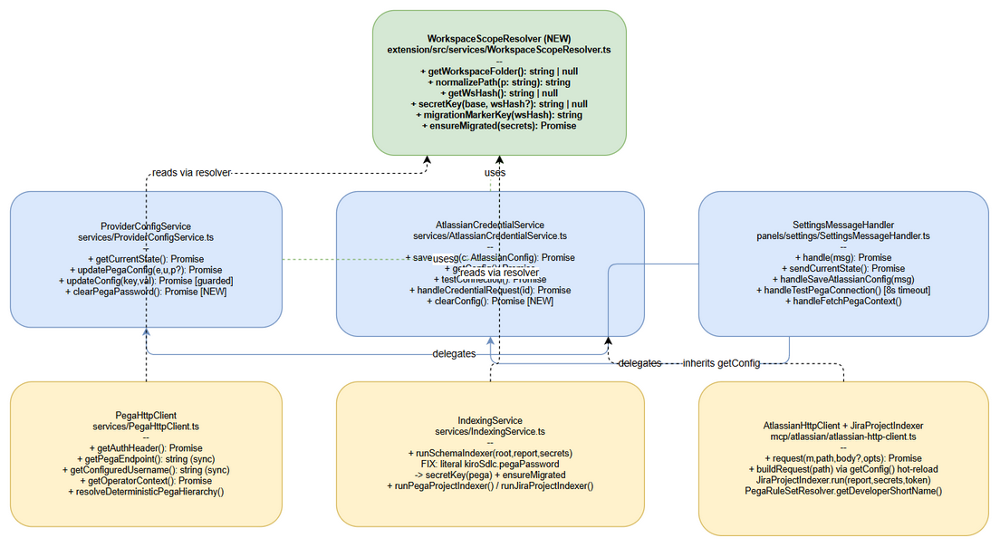 WorkspaceScopeResolver (NEW)
extension/src/services/WorkspaceScopeResolver.ts
--
+ getWorkspaceFolder(): string | null
+ normalizePath(p: string): string
+ getWsHash(): string | null
+ secretKey(base, wsHash?): string | null
+ migrationMarkerKey(wsHash): string
+ ensureMigrated(secrets): Promise
reads via resolver
uses
ProviderConfigService
services/ProviderConfigService.ts
--
+ getCurrentState(): Promise
+ updatePegaConfig(e,u,p?): Promise
+ updateConfig(key,val): Promise [guarded]
+ clearPegaPassword(): Promise [NEW]
uses
AtlassianCredentialService
services/AtlassianCredentialService.ts
--
AtlassianConfig): Promise
reads via resolver
+ testConnection(): Promise
+ handleCredentialRequest(id): Promise
+ clearConfig(): Promise [NEW]
SettingsMessageHandler
panels/settings/SettingsMessageHandler.ts
--
+ handle(msg): Promise
+ sendCurrentState(): Promise
+ handleSaveAtlassianConfig(msg)
+ handleTestPegaConnection() [8s timeout]
+ handleFetchPegaContext()
delegates
delegates
inherits getConfig
PegaHttpClient
services/PegaHttpClient.ts
--
+ getAuthHeader(): Promise
+ getPegaEndpoint(): string (sync)
+ getConfiguredUsername(): string (sync)
+ getOperatorContext(): Promise
+ resolveDeterministicPegaHierarchy()
IndexingService
services/IndexingService.ts
--
+ runSchemaIndexer(root,report,secrets)
FIX: literal kiroSdlc.pegaPassword
-> secretKey(pega) + ensureMigrated
+ runPegaProjectIndexer() / runJiraProjectIndexer()
AtlassianHttpClient + JiraProjectIndexer
mcp/atlassian/atlassian-http-client.ts
--
+ request(m,path,body?,opts): Promise
+ buildRequest(path) via getConfig() hot-reload
JiraProjectIndexer.run(report,secrets,token)
PegaRuleSetResolver.getDeveloperShortName()